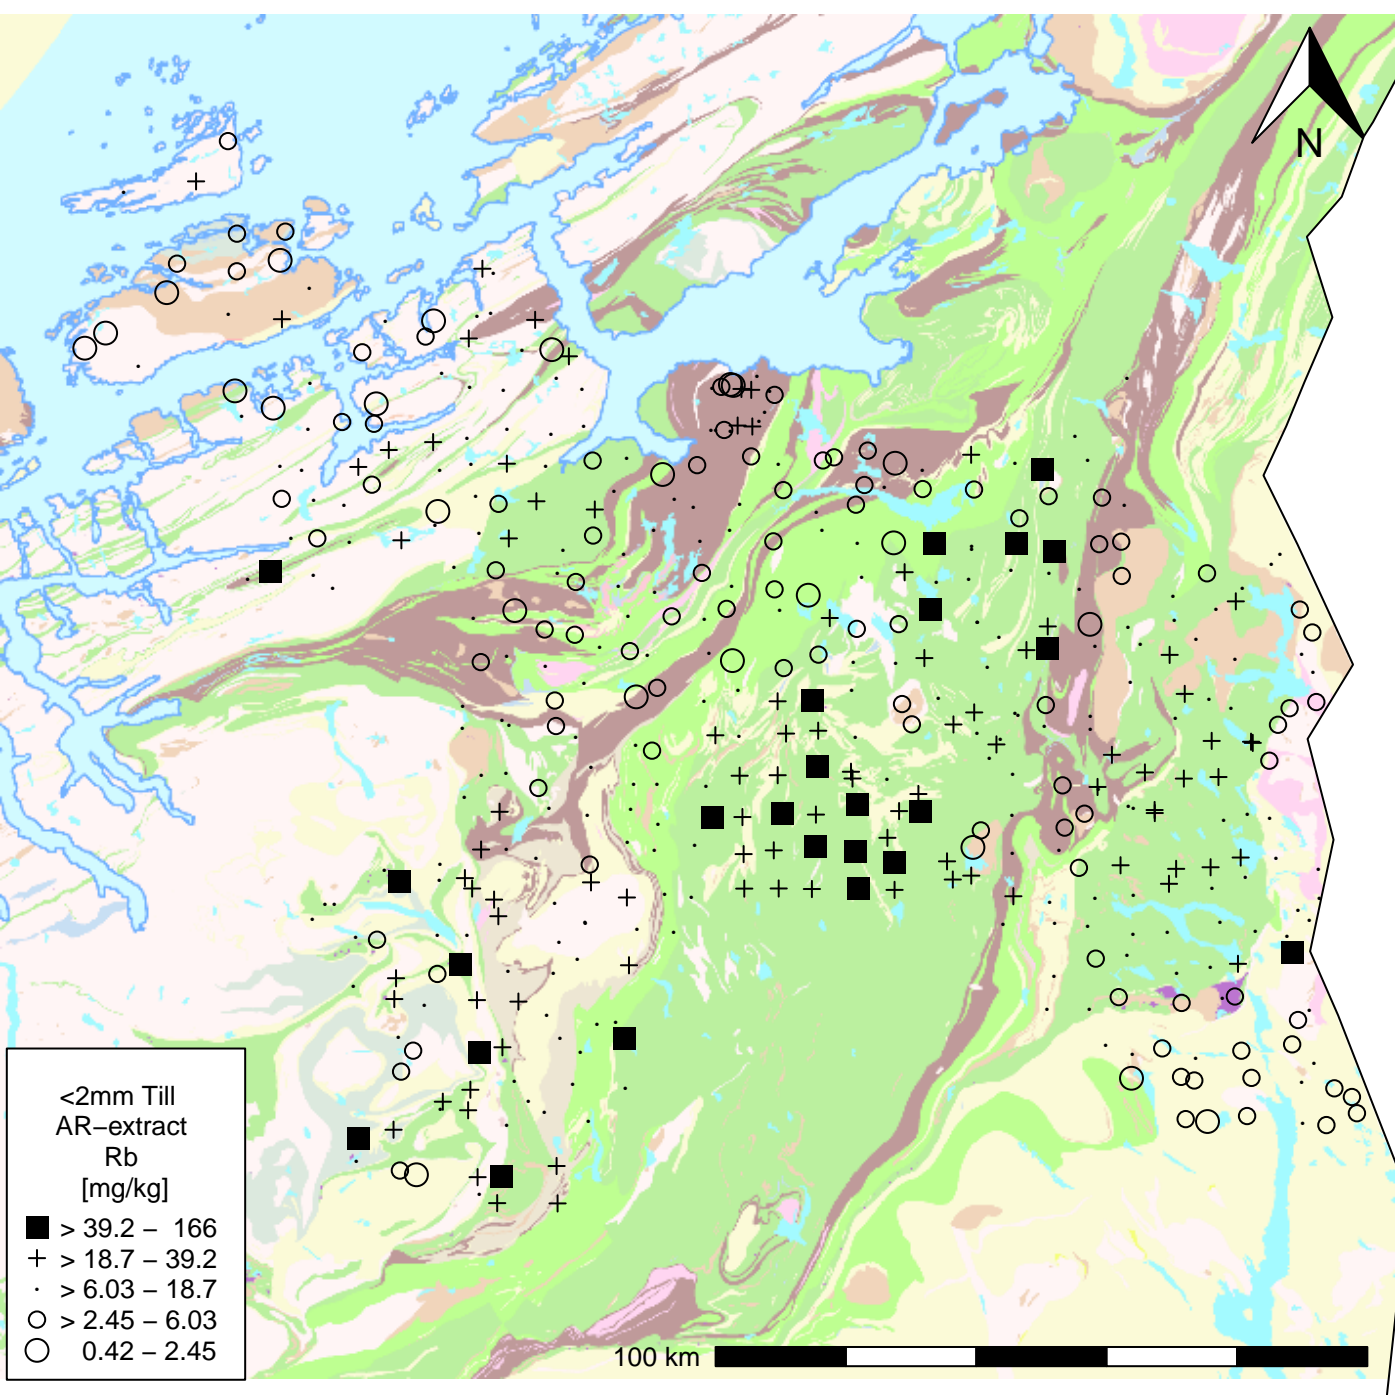 N
<2mm Till
AR−extract
Rb
[mg/kg]
> 39.2 − 166
> 18.7 − 39.2
> 6.03 − 18.7
> 2.45 − 6.03
0.42 − 2.45
100 km